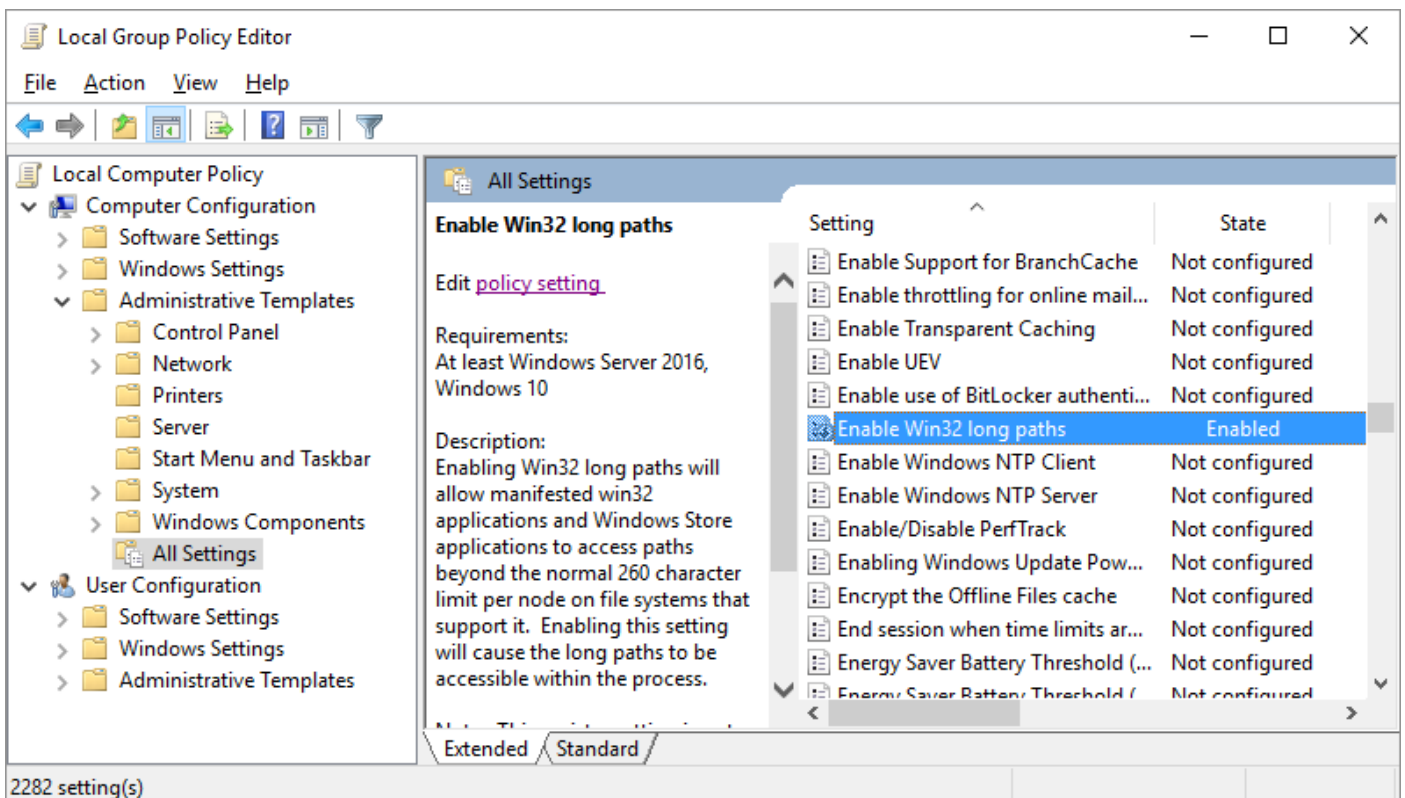 Local Group Policy Editor
File Action View Help
Local Computer Policy
Computer Configuration
Software Settings
Windows Settings
Administrative Templates
Control Panel
Network
Printers
Server
Start Menu and Taskbar
System
Windows Components
All Settings
User Configuration
Software Settings
Windows Settings
Administrative Templates
All Settings
Enable Win32 long paths
Edit policy setting
Requirements:
At least Windows Server 2016,
Windows 10
Description:
Enabling Win32 long paths will
allow manifested win32
applications and Windows Store
applications to access paths
beyond the normal 260 character
limit per node on file systems that
support it. Enabling this setting
will cause the long paths to be
accessible within the process.
Setting State
Enable Support for BranchCache Not configured
Enable throttling for online mail... Not configured
Enable Transparent Caching Not configured
Enable UEV Not configured
Enable use of BitLocker authenti... Not configured
Enable Win32 long paths Enabled
Enable Windows NTP Client Not configured
Enable Windows NTP Server Not configured
Enable/Disable PerfTrack Not configured
Enabling Windows Update Pow... Not configured
Encrypt the Offline Files cache Not configured
End session when time limits ar... Not configured
Energy Saver Battery Threshold (... Not configured
Energy Saver Battery Threshold ( Not configured
Extended Standard
2282 setting(s)